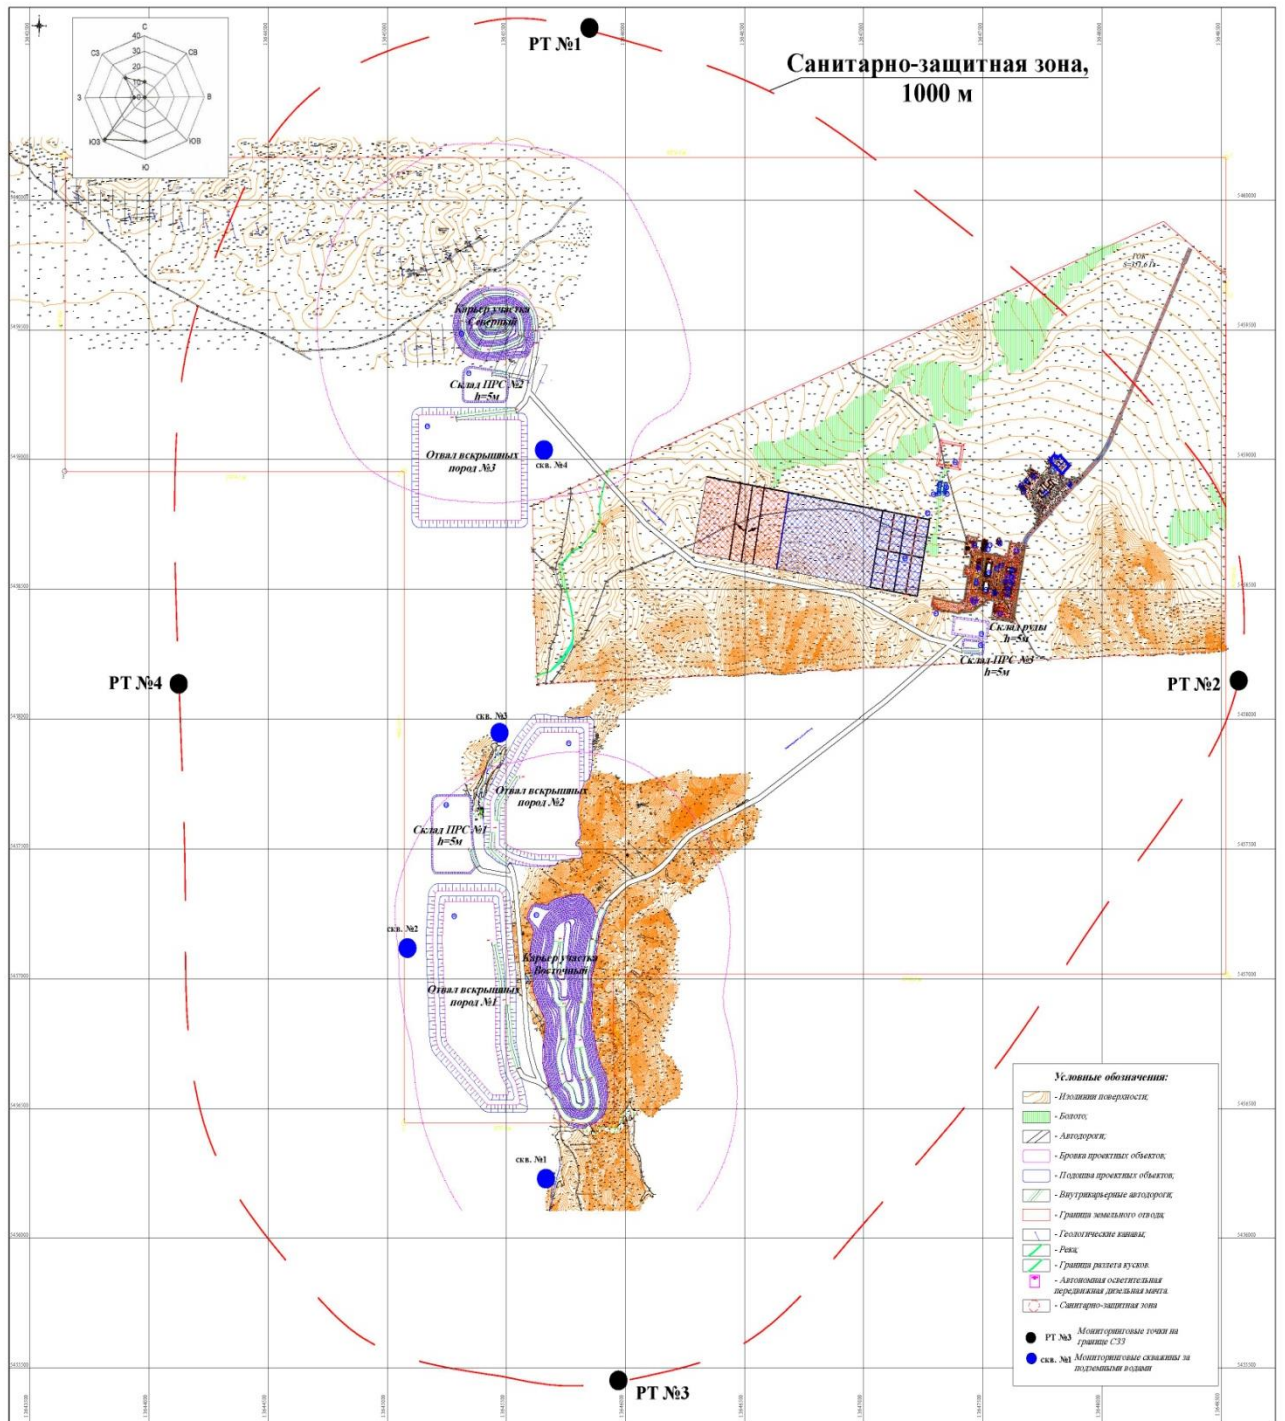 С
СВ
В
ЮВ
Ю
ЮЗ
З
СЗ
40
30
20
10
0
РТ №1
Санитарно-защитная зона,
1000 м
ГОК
Карьер участка
Северный
Склад ПРС №2
h=5м
Отвал вскрышных
пород №3
скв. №4
Склад руды
h=5м
Склад ПРС №3
h=5м
РТ №4
РТ №2
скв. №3
Отвал вскрышных
пород №2
Склад ПРС №1
h=5м
скв. №2
Карьер участка
Восточный
Отвал вскрышных
пород №1
скв. №1
РТ №3
Условные обозначения:
- Изолинии поверхности;
- Болото;
- Автодороги;
- Бровка проектных объектов;
- Подошва проектных объектов;
- Внутрикарьерные автодороги;
- Граница земельного отвода;
- Геологические канавы;
- Река;
- Граница разлета кусков.
- Автономная осветительная
передвижная дизельная мачта.
- Санитарно-защитная зона
РТ №3 Мониторинговые точки на
границе СЗЗ
скв. №1 Мониторинговые скважины за
подземными водами